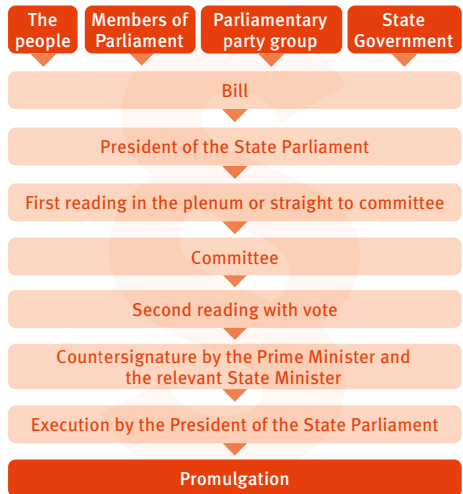 The people
Members of Parliament
Parliamentary party group
State Government
Bill
President of the State Parliament
First reading in the plenum or straight to committee
Committee
Second reading with vote
Countersignature by the Prime Minister and
the relevant State Minister
Execution by the President of the State Parliament
Promulgation
§